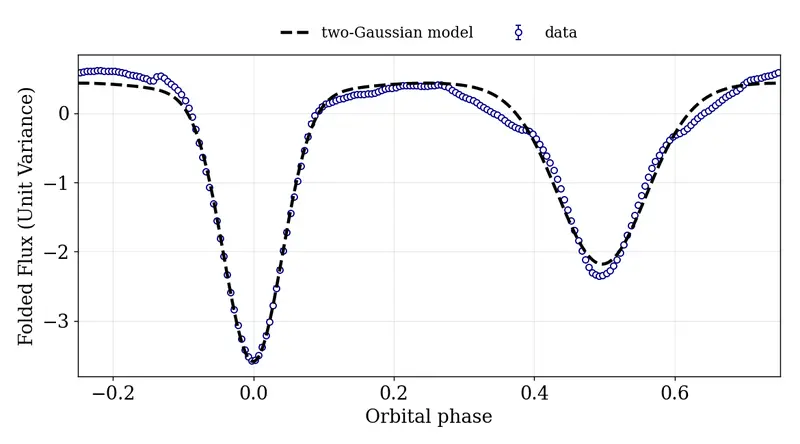 two-Gaussian model
data
Folded Flux (Unit Variance)
0
−1
−2
−3
−0.2
0.0
0.2
0.4
0.6
Orbital phase